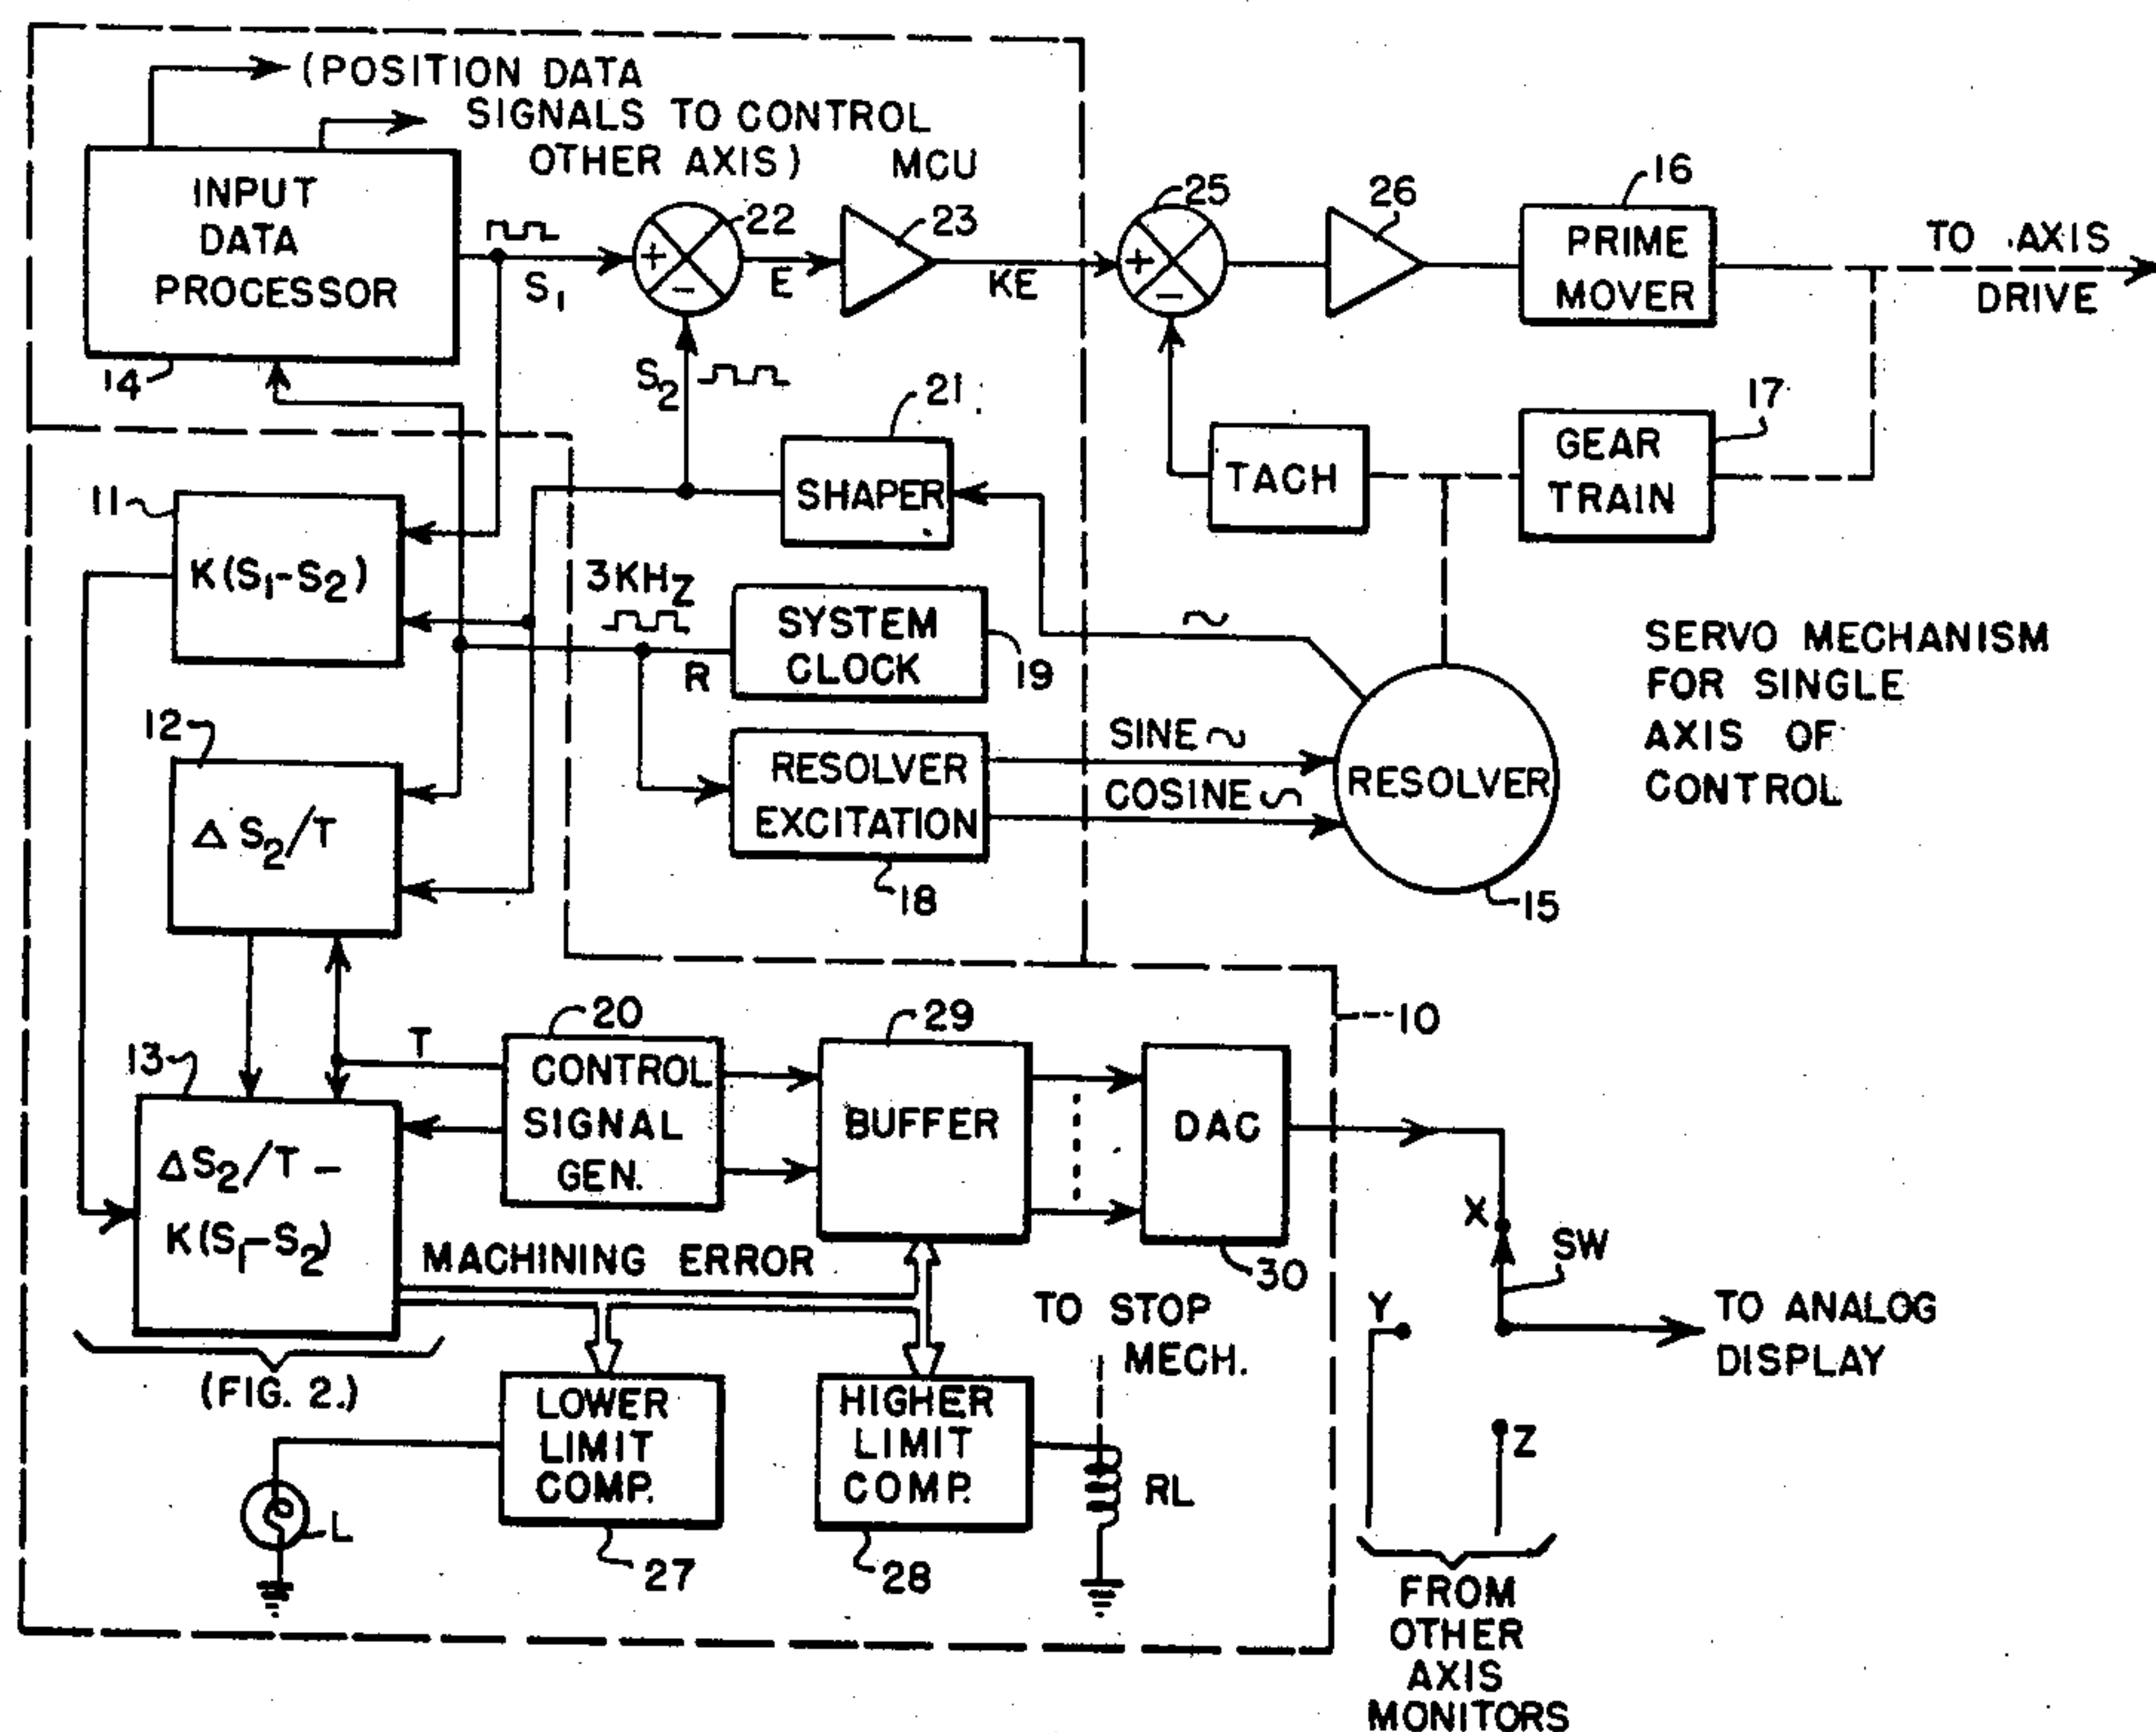 (POSITION DATA
SIGNALS TO CONTROL
OTHER AXIS)
MCU
INPUT
DATA
PROCESSOR
14
S1
+
−
22
E
23
KE
+
−
25
26
16
PRIME
MOVER
TO AXIS
DRIVE
S2
21
SHAPER
TACH
17
GEAR
TRAIN
11
K(S1-S2)
3KHZ
R
SYSTEM
CLOCK
19
~
SERVO MECHANISM
FOR SINGLE
AXIS OF
CONTROL
12
ΔS2/T
RESOLVER
EXCITATION
18
SINE ~
COSINE
RESOLVER
15
13
ΔS2/T –
K(S1-S2)
T
20
CONTROL
SIGNAL
GEN.
29
BUFFER
DAC
30
10
MACHINING ERROR
(FIG. 2.)
X
SW
Y
Z
TO ANALOG
DISPLAY
TO STOP
MECH.
LOWER
LIMIT
COMP.
27
HIGHER
LIMIT
COMP.
28
RL
L
FROM
OTHER
AXIS
MONITORS